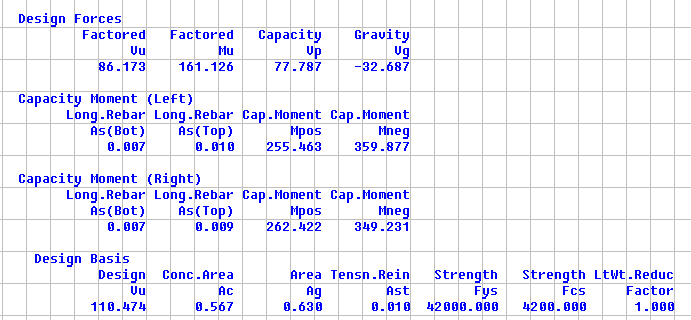 Design Forces
Factored Factored Capacity Gravity
Vu Mu Vp Vg
86.173 161.126 77.787 -32.687
Capacity Moment (Left)
Long.Rebar Long.Rebar Cap.Moment Cap.Moment
As(Bot) As(Top) Mpos Mneg
0.007 0.010 255.463 359.877
Capacity Moment (Right)
Long.Rebar Long.Rebar Cap.Moment Cap.Moment
As(Bot) As(Top) Mpos Mneg
0.007 0.009 262.422 349.231
Design Basis
Design Conc.Area Area Tensn.Rein Strength Strength LtWt.Reduc
Vu Ac Ag Ast Fys Fcs Factor
110.474 0.567 0.630 0.010 42000.000 4200.000 1.000